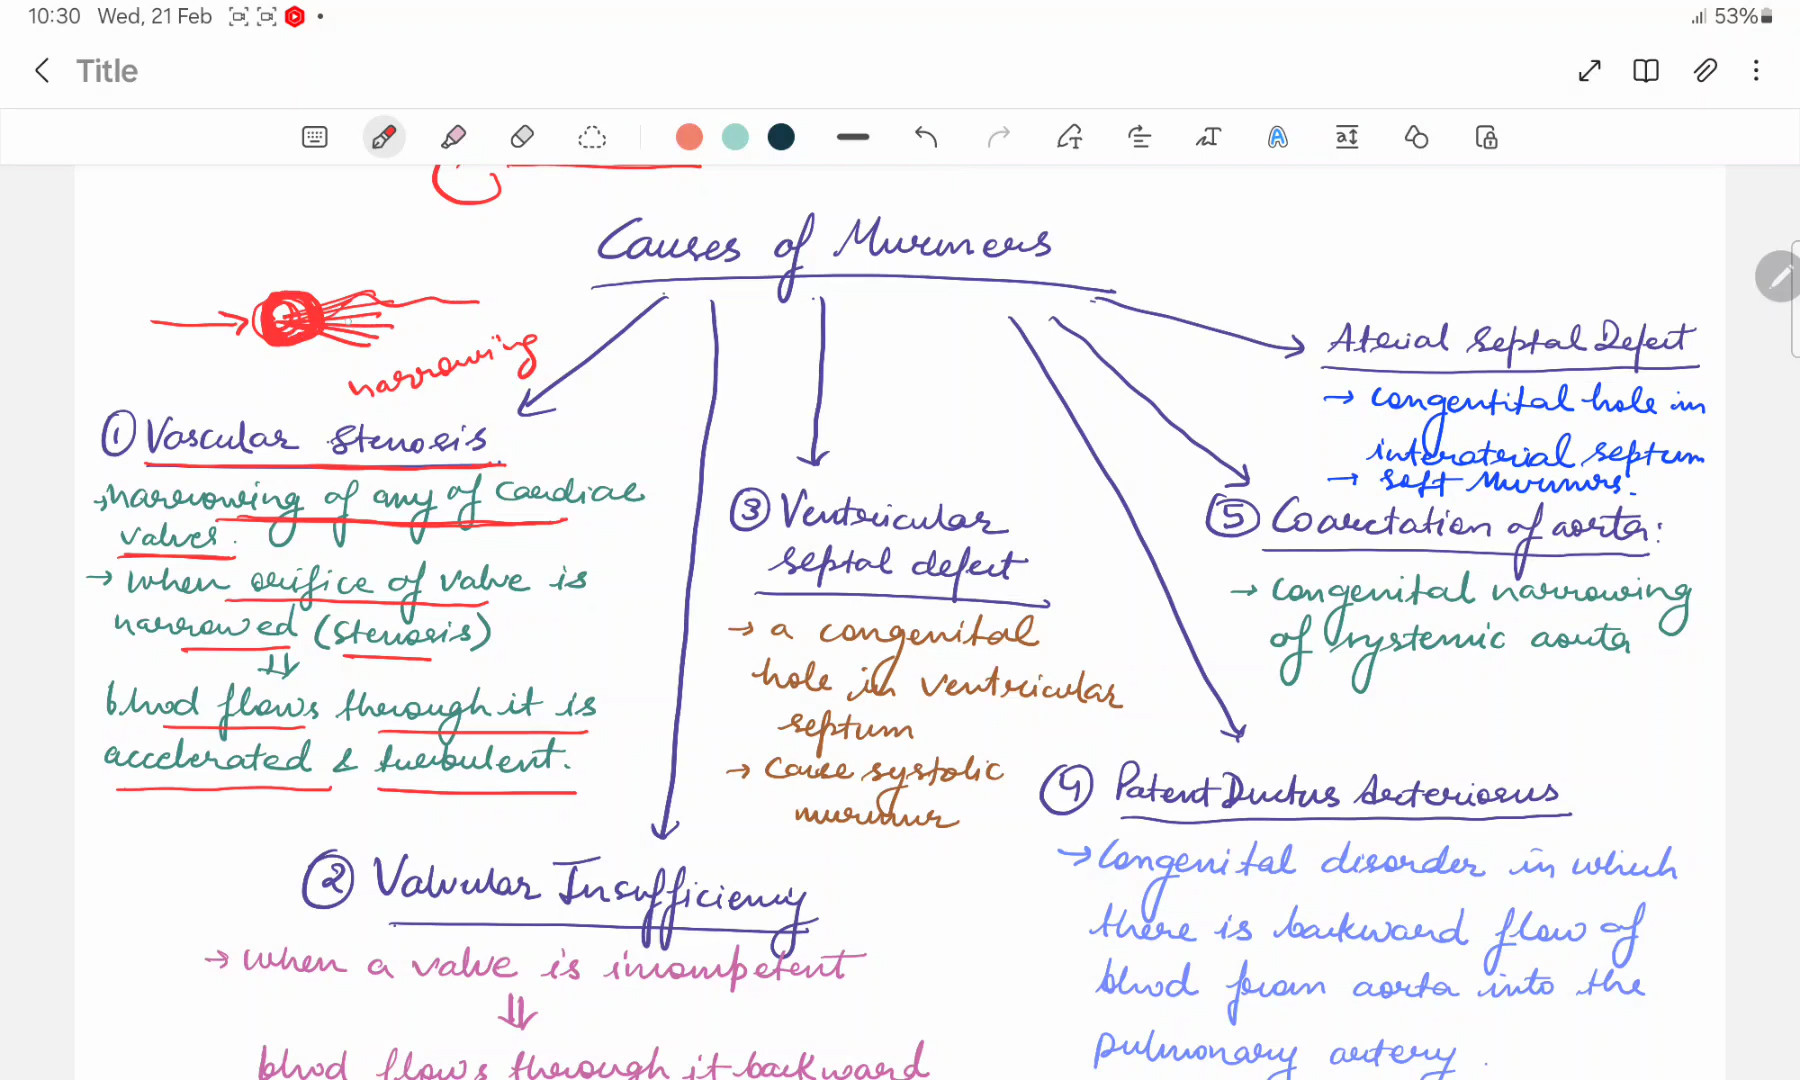 10:30 Wed, 21 Feb
53%
Title
Causes of Murmers
narrowing
① Vascular Stenosis
→ narrowing of any of Cardiac
valves.
→ when orifice of valve is
narrowed (stenosis)
⇓
blood flows through it is
accelerated & turbulent.
② Valvular Insufficiency
→ when a valve is incompetent
⇓
blood flows through it backward
③ Ventricular
septal defect
→ a congenital
hole in ventricular
septum
→ Cause systolic
murmur
④ Patent Ductus Arteriosus
→ Congenital disorder in which
there is backward flow of
blood from aorta into the
pulmonary artery.
⑤ Coarctation of aorta:
→ Congenital narrowing
of systemic aorta
Aterial Septal Defect
→ congentital hole in
interaterial septum
→ soft Murmurs.